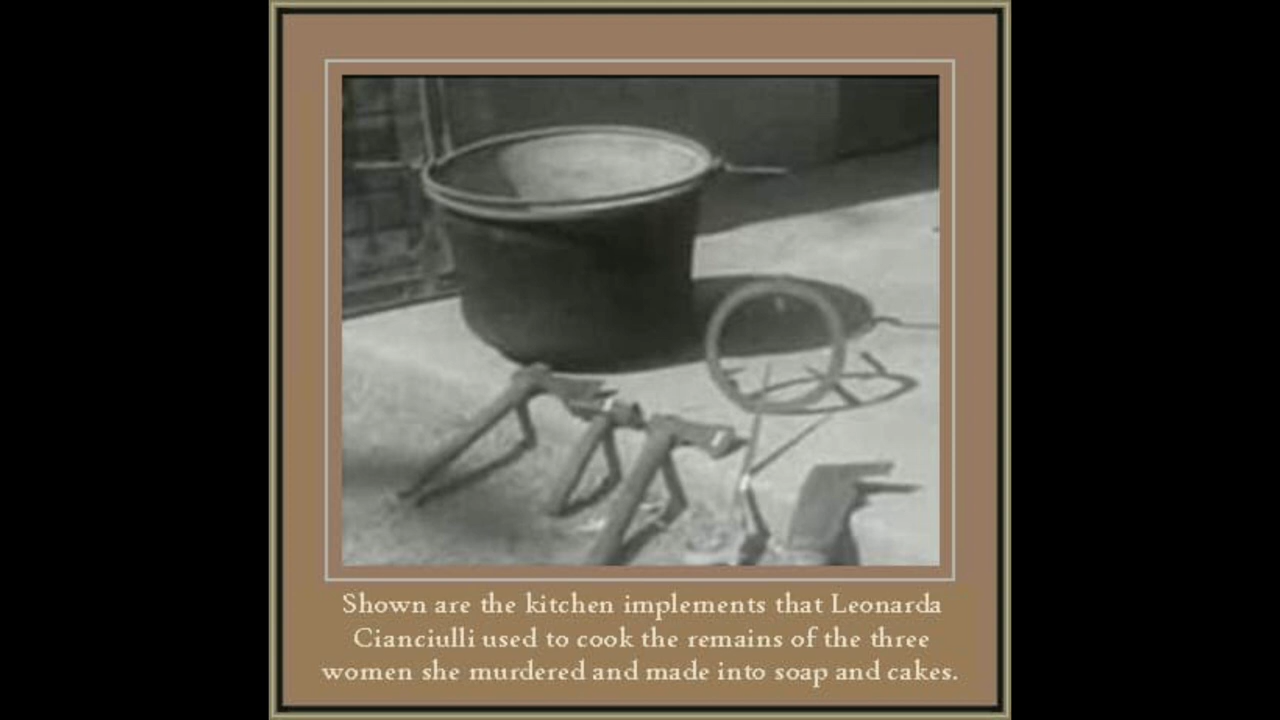 Shown are the kitchen implements that Leonarda
Cianciulli used to cook the remains of the three
women she murdered and made into soap and cakes.